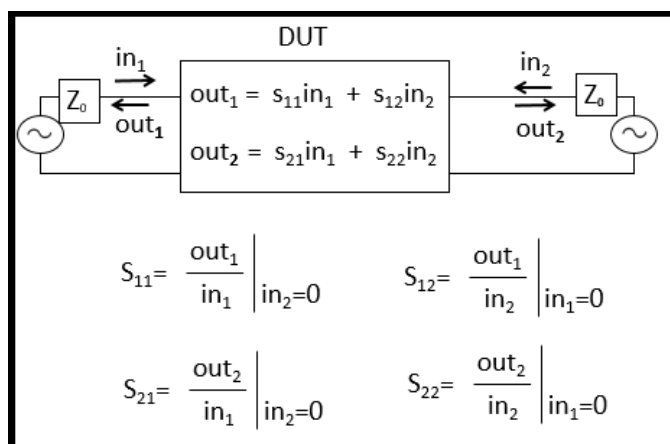 DUT
in₁
in₂
Z₀
Z₀
out₁
out₂
out₁ = s₁₁in₁ + s₁₂in₂
out₂ = s₂₁in₁ + s₂₂in₂
S₁₁= out₁/in₁ | in₂=0
S₁₂= out₁/in₂ | in₁=0
S₂₁= out₂/in₁ | in₂=0
S₂₂= out₂/in₂ | in₁=0